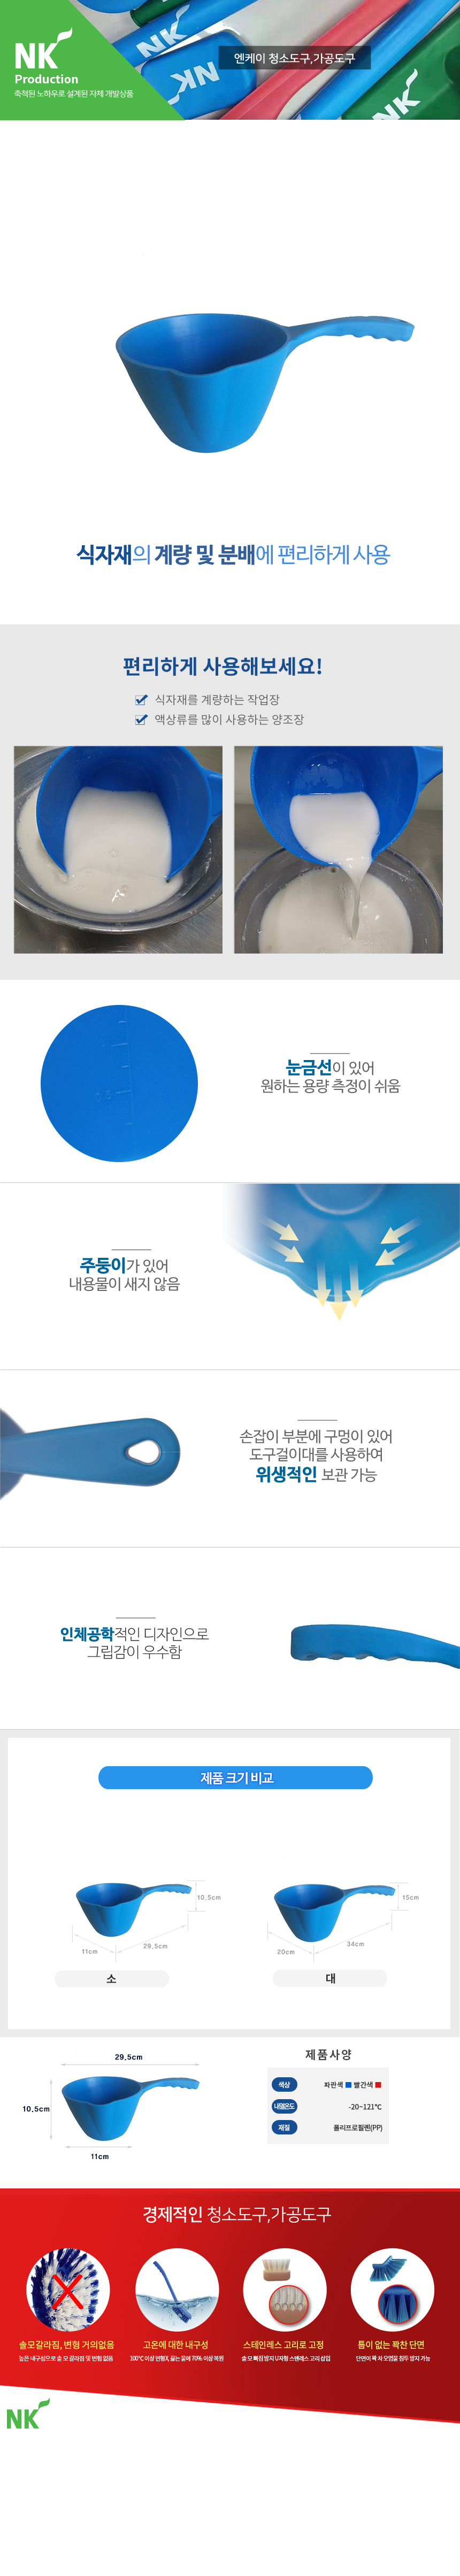 NK
Production
축척된 노하우로 설계된 자체 개발상품
NK
NK
NK
엔케이 청소도구,가공도구
식자재의 계량 및 분배에 편리하게 사용
편리하게 사용해보세요!
식자재를 계량하는 작업장
액상류를 많이 사용하는 양조장
눈금선이 있어
원하는 용량 측정이 쉬움
주둥이가 있어
내용물이 새지 않음
손잡이 부분에 구멍이 있어
도구걸이대를 사용하여
위생적인 보관 가능
인체공학적인 디자인으로
그립감이 우수함
제품 크기 비교
10.5cm
11cm
29.5cm
소
15cm
20cm
34cm
대
29.5cm
10.5cm
11cm
제품사양
색상 파란색 빨간색
내열온도 -20~121℃
재질 폴리프로필렌(PP)
경제적인 청소도구,가공도구
솔모갈라짐, 변형 거의없음
높은 내구성으로 솔 모 갈라짐 및 변형 없음
고온에 대한 내구성
100℃ 이상 변형X, 끓는 물에 70% 이상 복원
스테인레스 고리로 고정
솔 모 빠짐 방지 U자형 스텐레스 고리 삽입
틈이 없는 꽉찬 단면
단면이 꽉 차 오염물 침투 방지 가능
NK